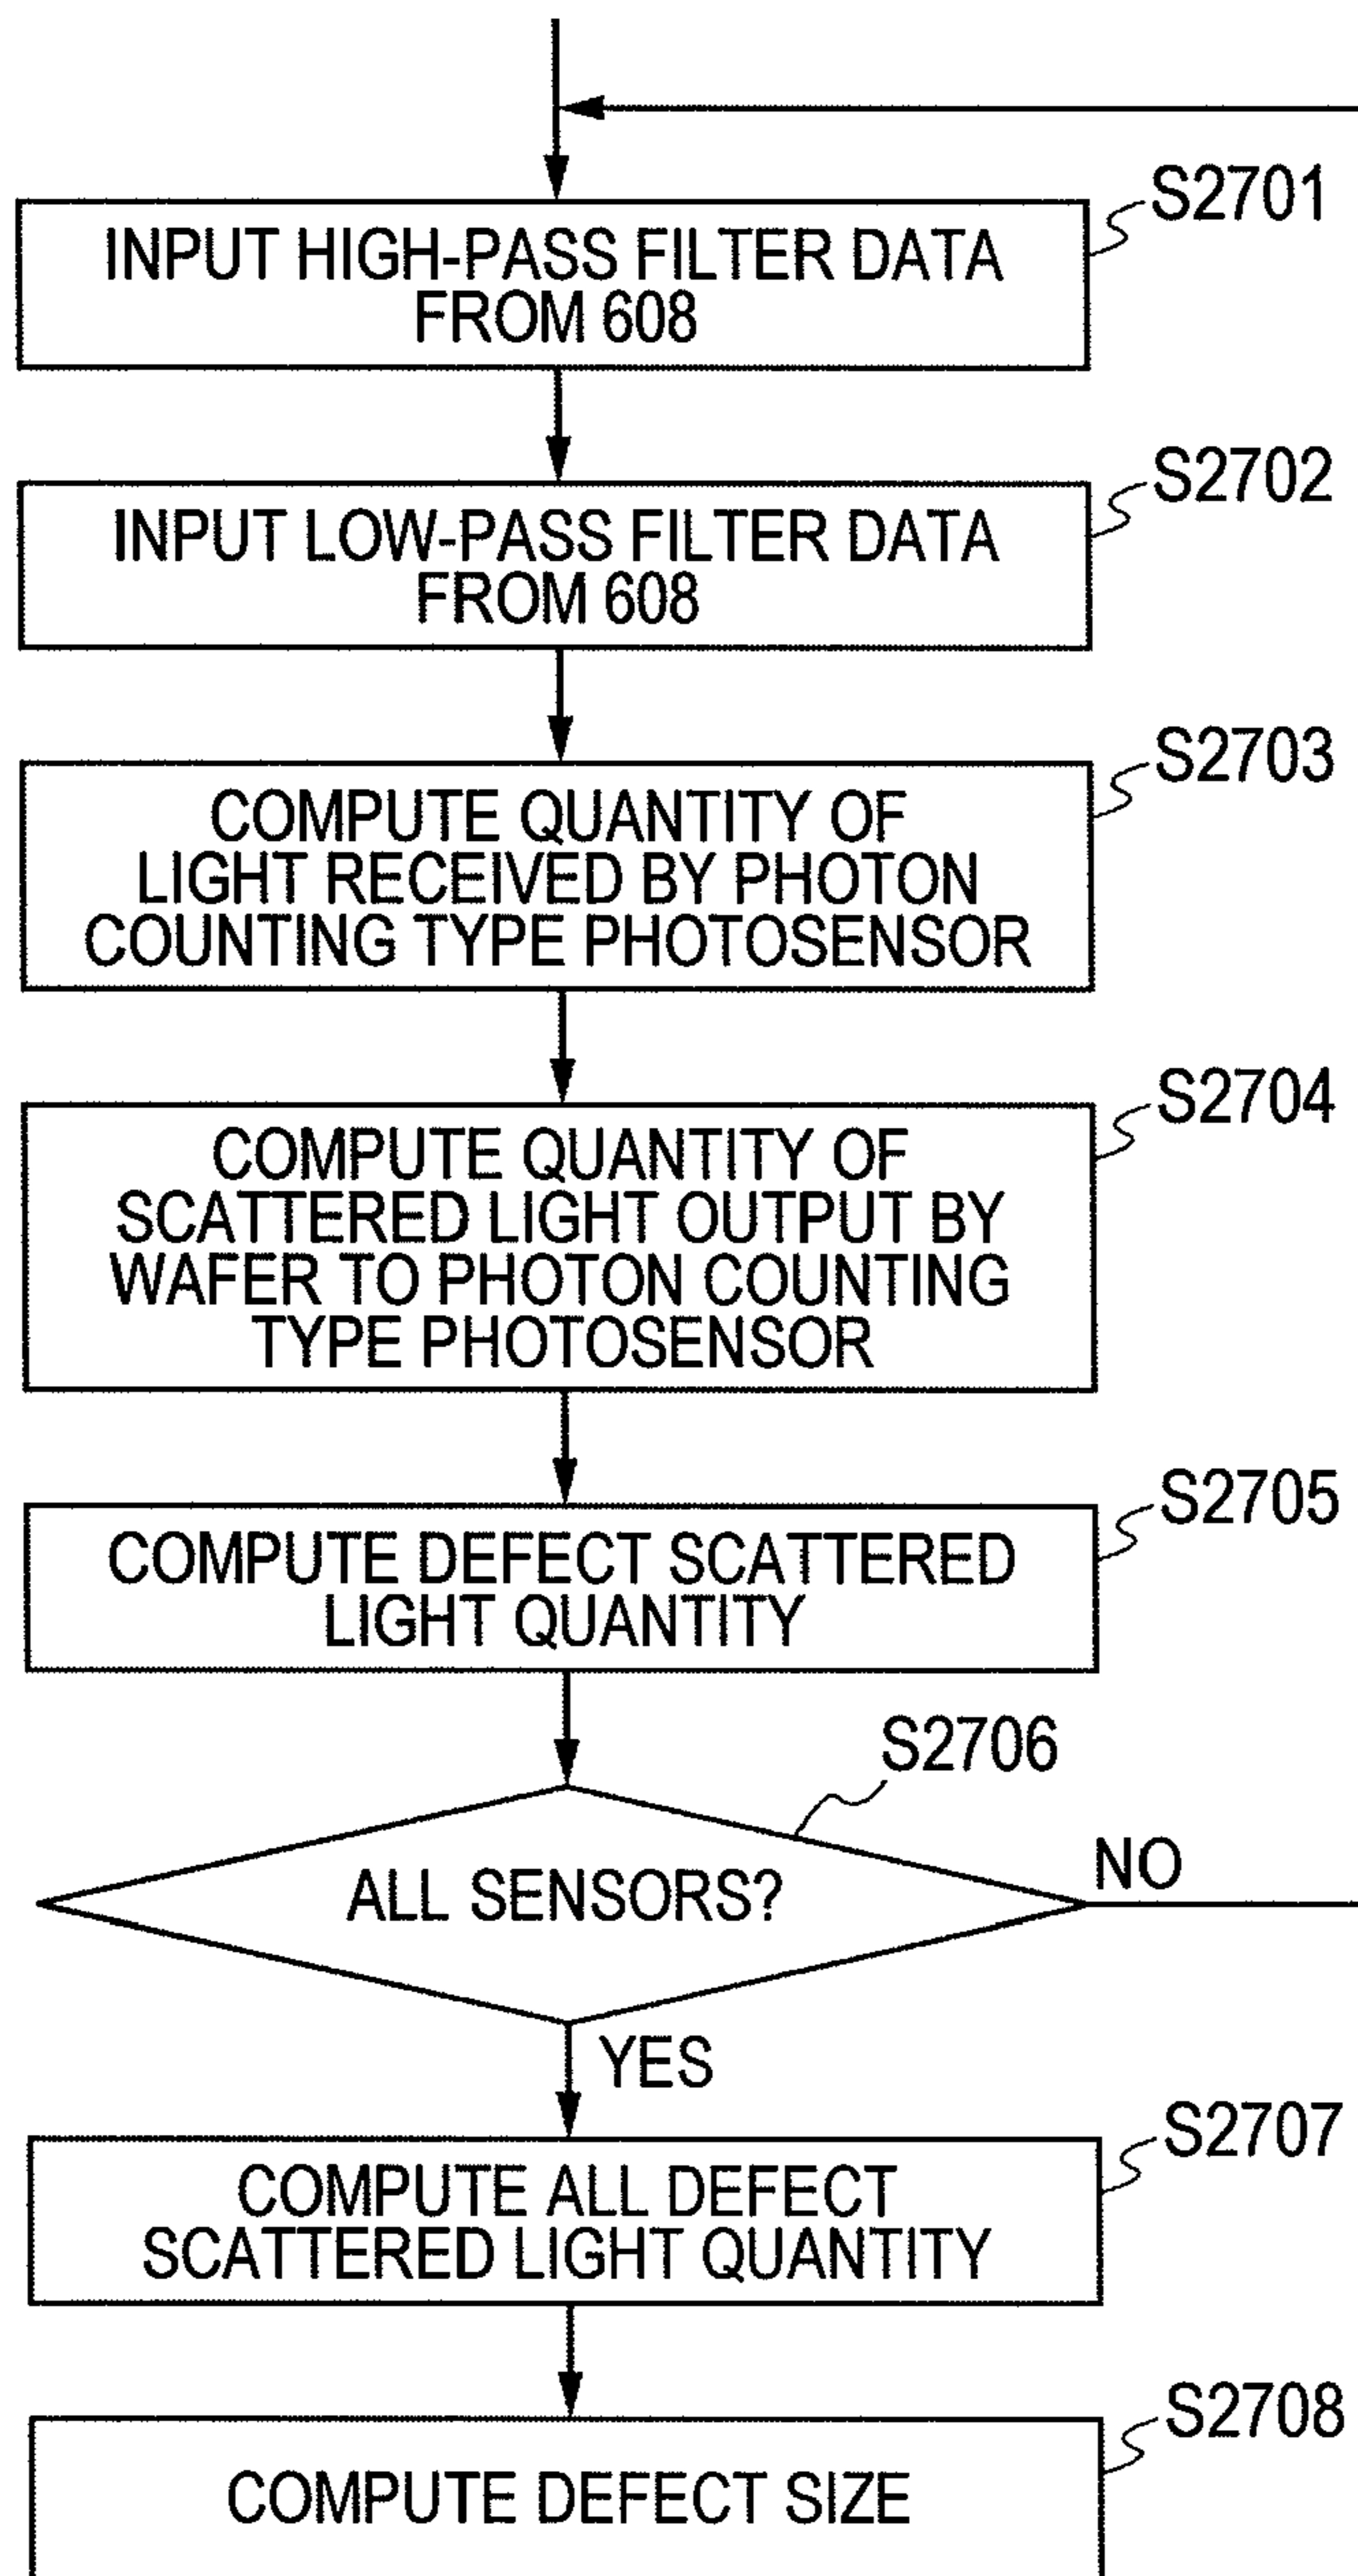 S2701
INPUT HIGH-PASS FILTER DATA
FROM 608
S2702
INPUT LOW-PASS FILTER DATA
FROM 608
S2703
COMPUTE QUANTITY OF
LIGHT RECEIVED BY PHOTON
COUNTING TYPE PHOTOSENSOR
S2704
COMPUTE QUANTITY OF
SCATTERED LIGHT OUTPUT BY
WAFER TO PHOTON COUNTING
TYPE PHOTOSENSOR
S2705
COMPUTE DEFECT SCATTERED
LIGHT QUANTITY
S2706
ALL SENSORS?
NO
YES
S2707
COMPUTE ALL DEFECT
SCATTERED LIGHT QUANTITY
S2708
COMPUTE DEFECT SIZE